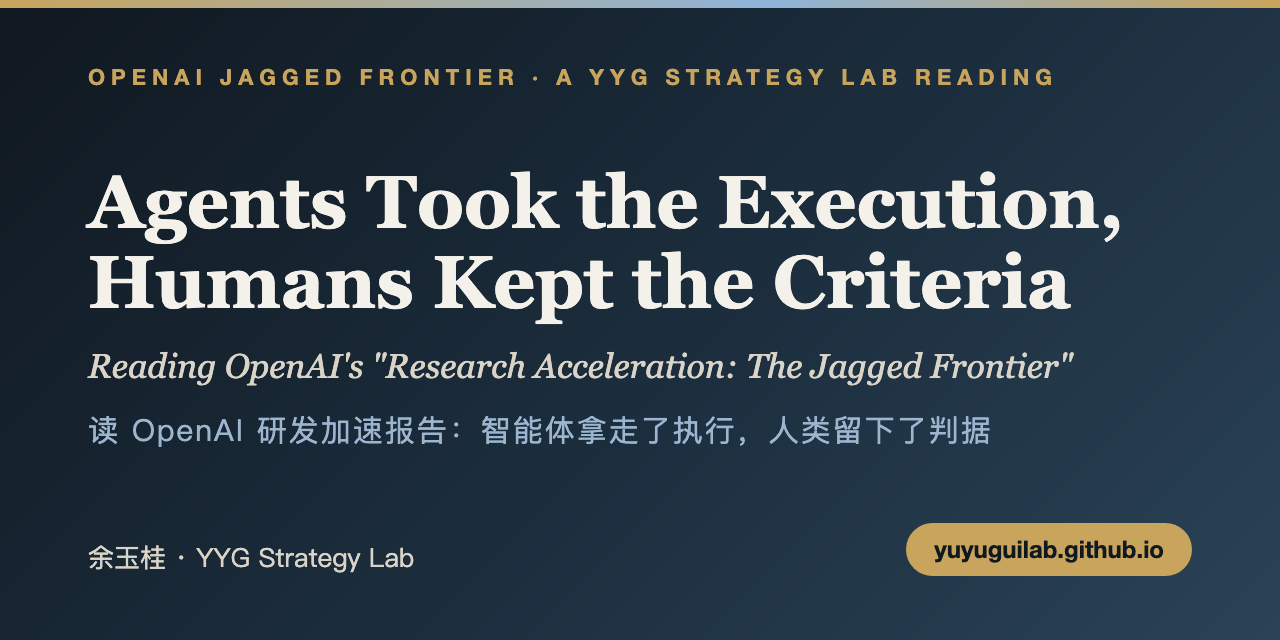 OPENAI JAGGED FRONTIER · A YYG STRATEGY LAB READING
Agents Took the Execution,
Humans Kept the Criteria
Reading OpenAI's "Research Acceleration: The Jagged Frontier"
读 OpenAI 研发加速报告：智能体拿走了执行，人类留下了判据
余玉桂 · YYG Strategy Lab
yuyuguilab.github.io